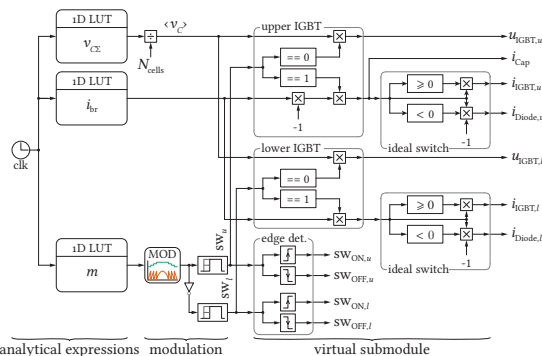 1D LUT
v_CΣ
÷
N_cells
⟨v_C⟩
1D LUT
i_br
clk
1D LUT
m
MOD
sw_u
sw_l
upper IGBT
== 0
== 1
-1
lower IGBT
== 0
== 1
edge det.
⩾ 0
< 0
-1
ideal switch
⩾ 0
< 0
-1
ideal switch
u_IGBT,u
i_Cap
i_IGBT,u
i_Diode,u
u_IGBT,l
i_IGBT,l
i_Diode,l
sw_ON,u
sw_OFF,u
sw_ON,l
sw_OFF,l
analytical expressions
modulation
virtual submodule